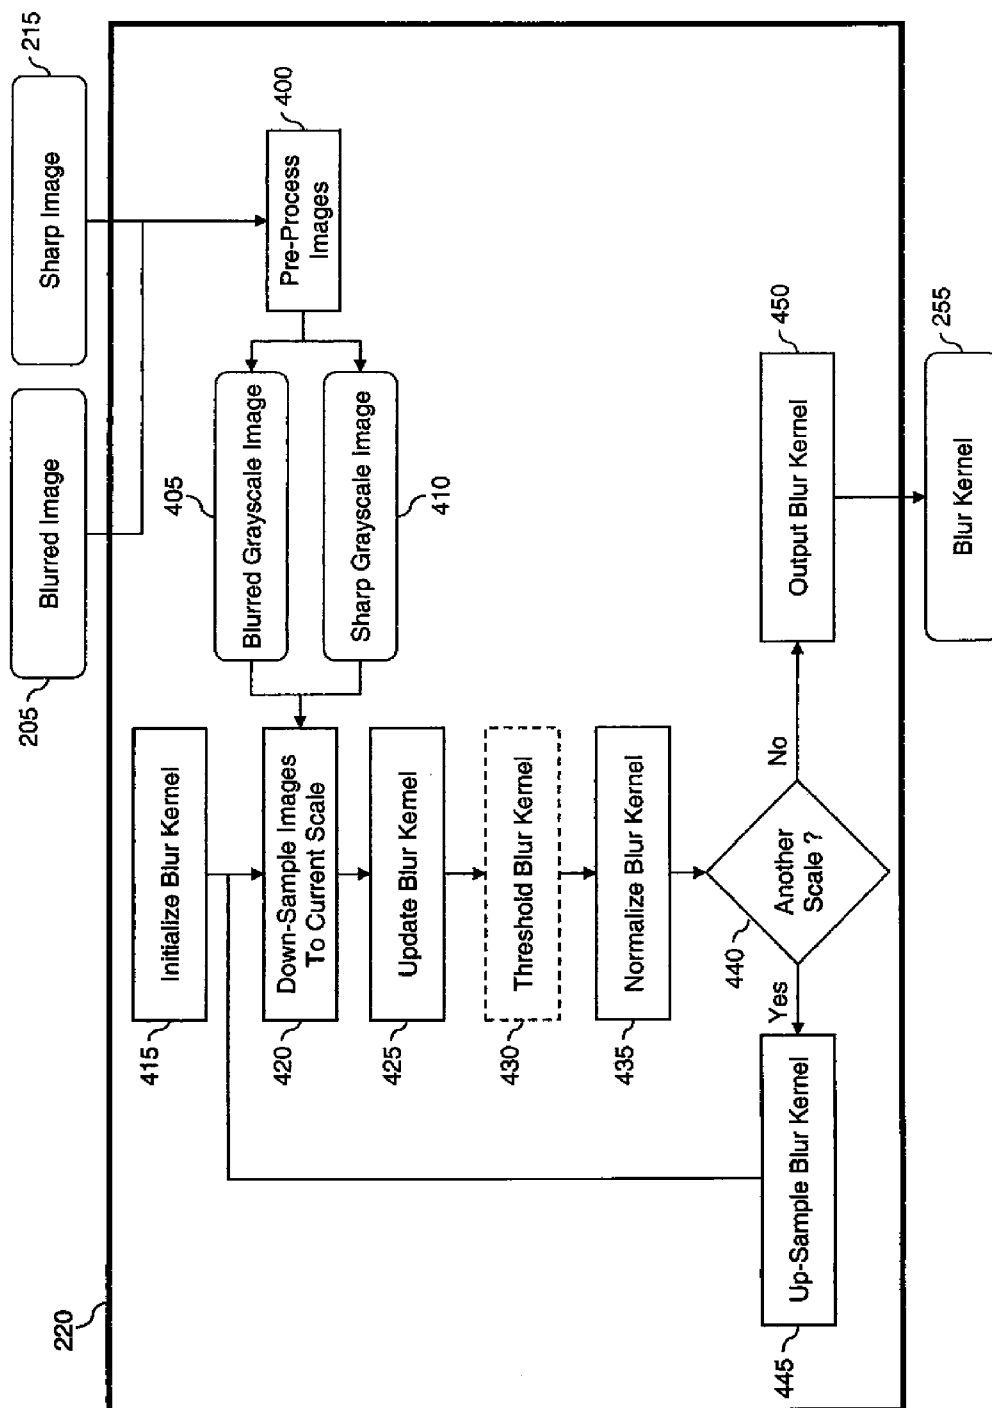 205
Blurred Image
Sharp Image
215
220
Pre-Process
Images
400
405
Blurred Grayscale Image
Sharp Grayscale Image
410
415
Initialize Blur Kernel
420
Down-Sample Images
To Current Scale
425
Update Blur Kernel
430
Threshold Blur Kernel
435
Normalize Blur Kernel
440
Another
Scale ?
Yes
No
445
Up-Sample Blur Kernel
Output Blur Kernel
450
Blur Kernel
255